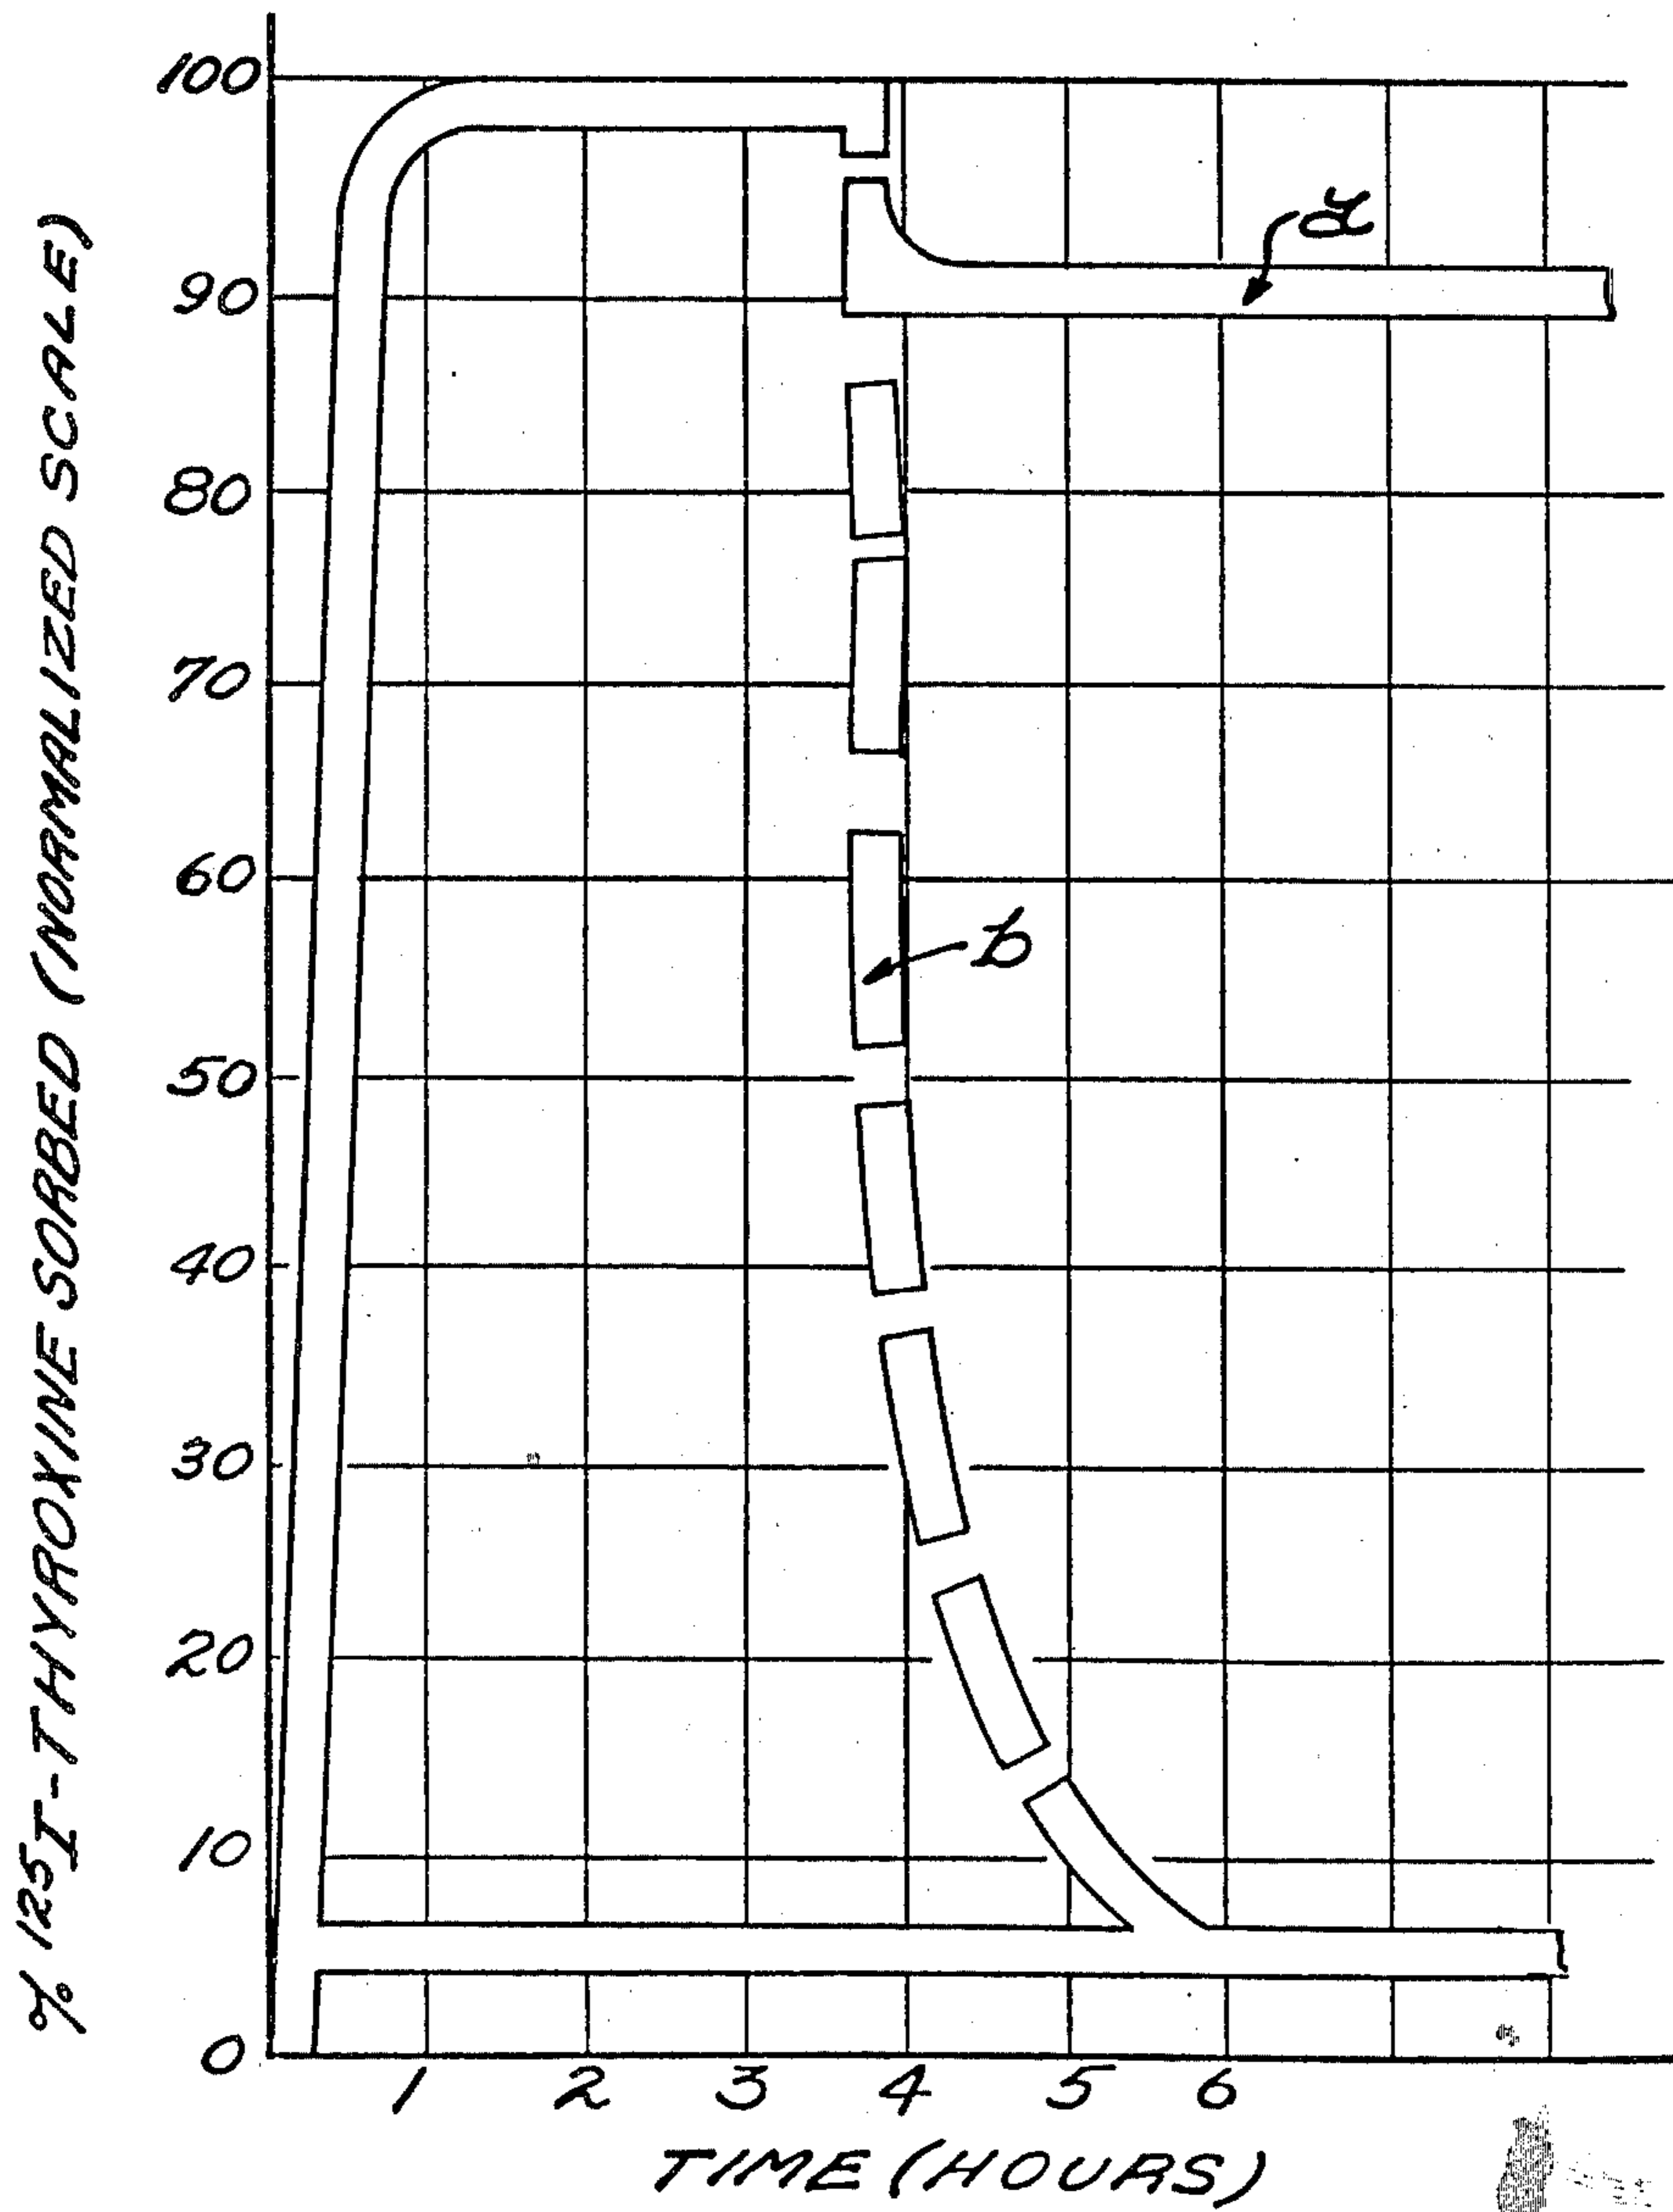 % 125I-THYROXINE SORBED (NORMALIZED SCALE)
100
90
80
70
60
50
40
30
20
10
0
a
b
1 2 3 4 5 6
TIME (HOURS)